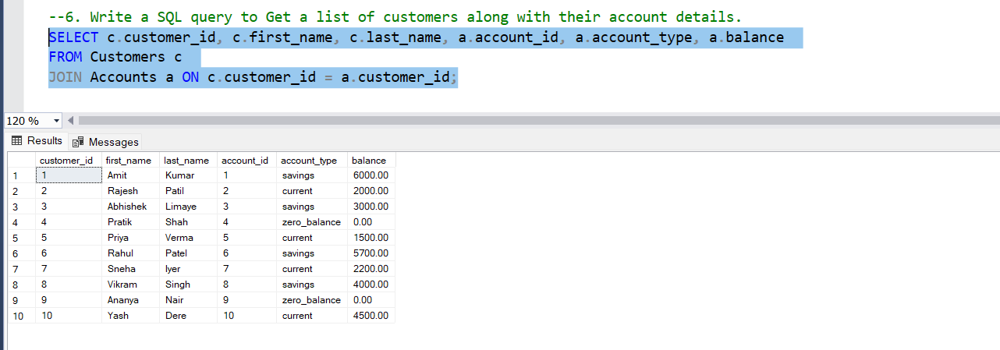 --6. Write a SQL query to Get a list of customers along with their account details.
SELECT c.customer_id, c.first_name, c.last_name, a.account_id, a.account_type, a.balance
FROM Customers c
JOIN Accounts a ON c.customer_id = a.customer_id;
120 %
Results Messages
customer_id first_name last_name account_id account_type balance
1 1 Amit Kumar 1 savings 6000.00
2 2 Rajesh Patil 2 current 2000.00
3 3 Abhishek Limaye 3 savings 3000.00
4 4 Pratik Shah 4 zero_balance 0.00
5 5 Priya Verma 5 current 1500.00
6 6 Rahul Patel 6 savings 5700.00
7 7 Sneha Iyer 7 current 2200.00
8 8 Vikram Singh 8 savings 4000.00
9 9 Ananya Nair 9 zero_balance 0.00
10 10 Yash Dere 10 current 4500.00